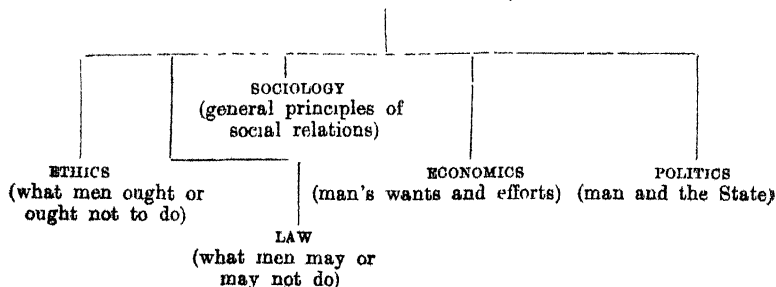 SOCIOLOGY
(general principles of
social relations)
ETHICS
(what men ought or
ought not to do)
ECONOMICS
(man's wants and efforts)
POLITICS
(man and the State)
LAW
(what men may or
may not do)